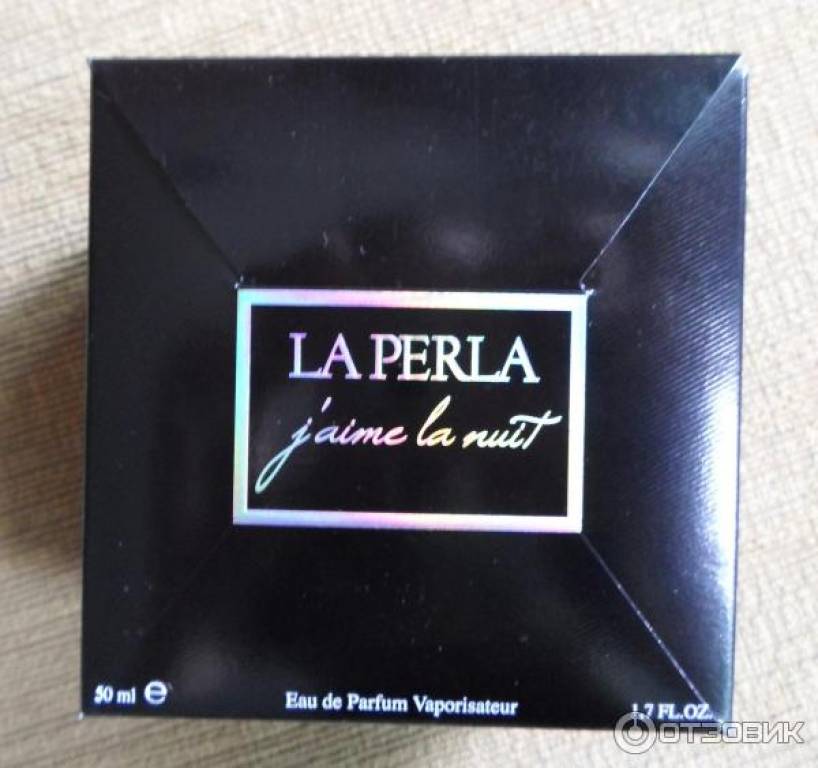 LA PERLA
j'aime la nuit
50 ml ℮
Eau de Parfum Vaporisateur
1.7 FL.OZ.
ОТЗОВИК